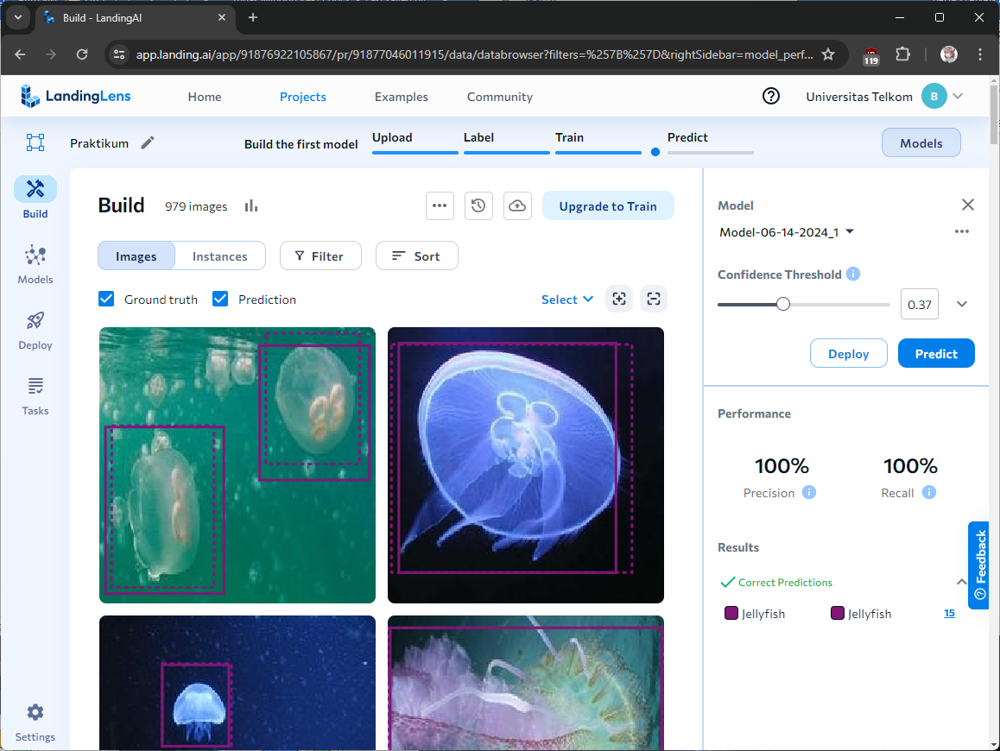 Build - LandingAI
app.landing.ai/app/91876922105867/pr/91877046011915/data/databrowser?filters=%257B%257D&rightSidebar=model_perf...
119
LandingLens
Home
Projects
Examples
Community
Universitas Telkom
B
Praktikum
Build the first model
Upload
Label
Train
Predict
Models
Build
Models
Deploy
Tasks
Settings
Build
979 images
Upgrade to Train
Images
Instances
Filter
Sort
Ground truth
Prediction
Select
Model
Model-06-14-2024_1
Confidence Threshold
0.37
Deploy
Predict
Performance
100%
100%
Precision
Recall
Results
Correct Predictions
Jellyfish
Jellyfish
15
Feedback